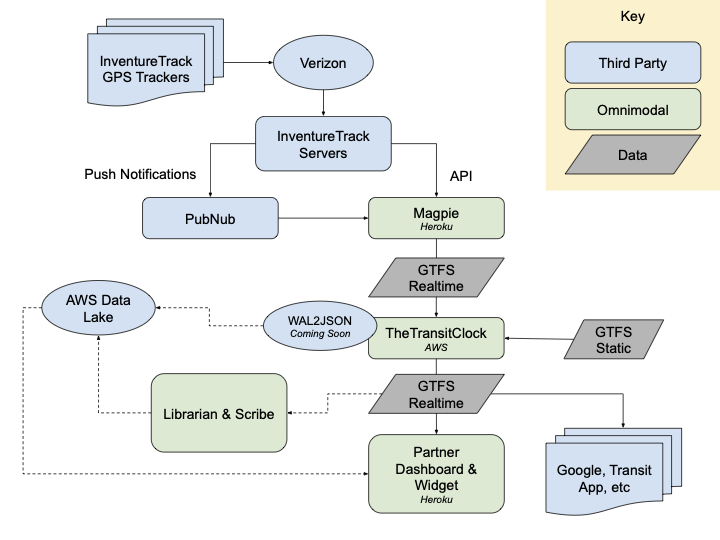 Key
Third Party
Omnimodal
Data
InventureTrack
GPS Trackers
Verizon
InventureTrack
Servers
Push Notifications
API
PubNub
Magpie
Heroku
GTFS
Realtime
AWS Data
Lake
WAL2JSON
Coming Soon
TheTransitClock
AWS
GTFS
Static
GTFS
Realtime
Librarian & Scribe
Partner
Dashboard &
Widget
Heroku
Google, Transit
App, etc